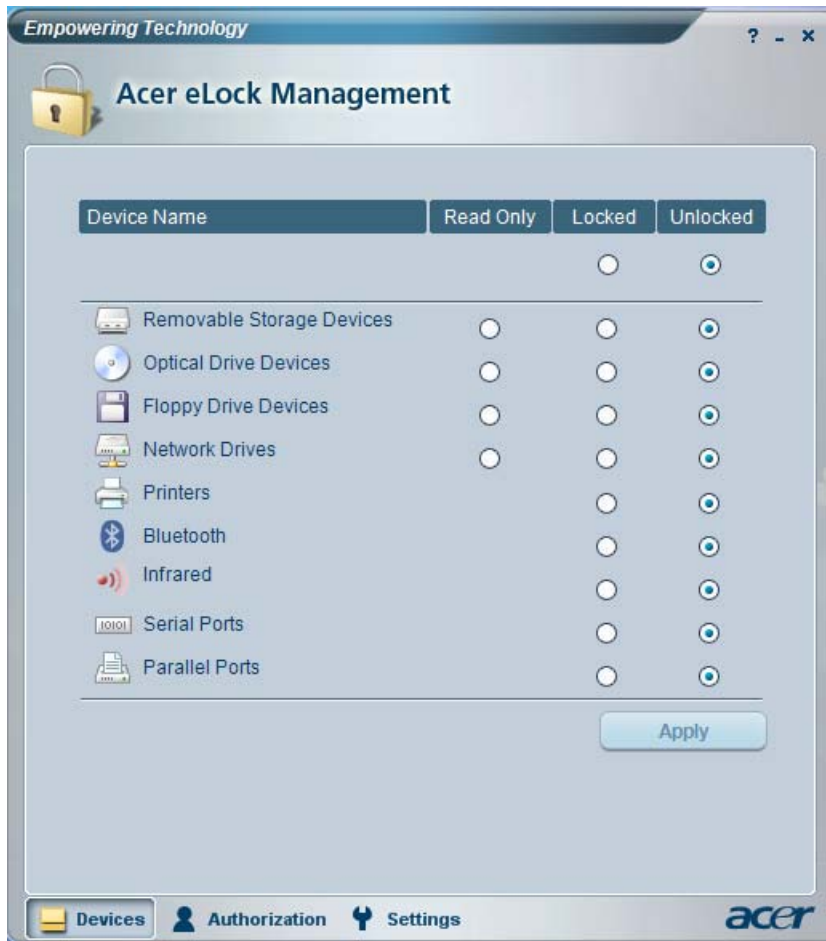 Empowering Technology
? - ×
Acer eLock Management
Device Name Read Only Locked Unlocked
Removable Storage Devices
Optical Drive Devices
Floppy Drive Devices
Network Drives
Printers
Bluetooth
Infrared
10101 Serial Ports
Parallel Ports
Apply
Devices Authorization Settings acer